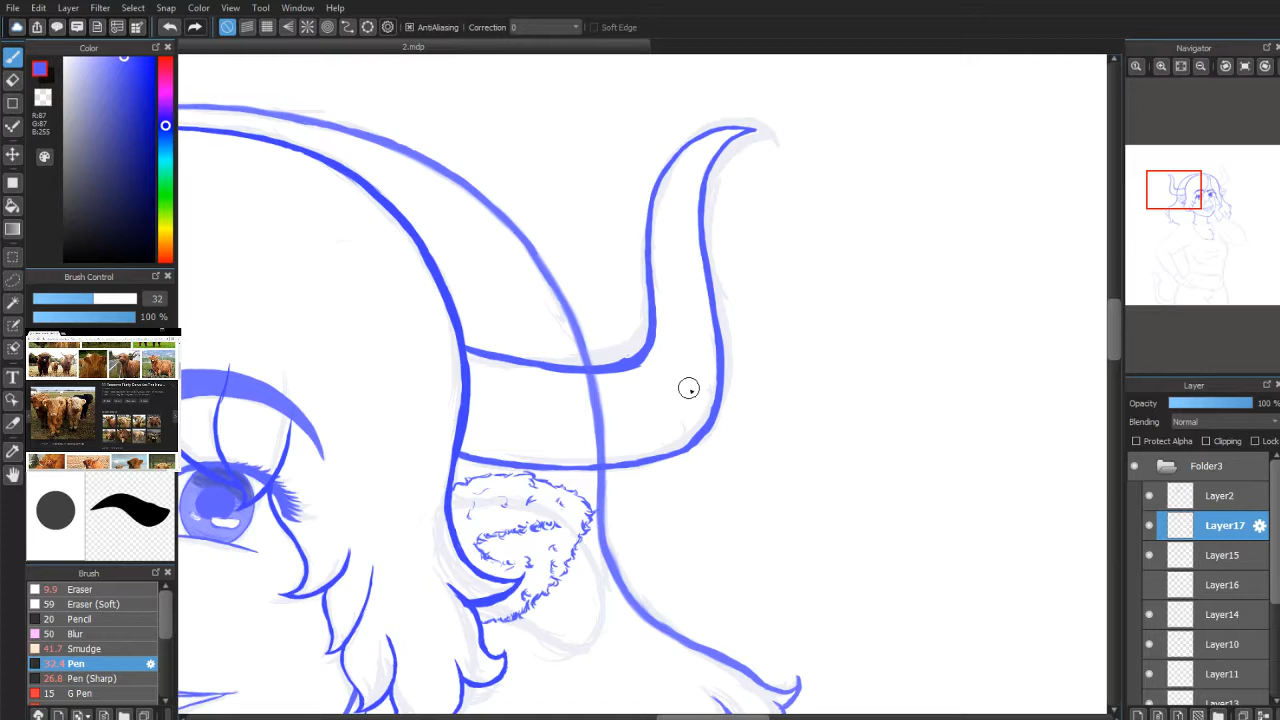 File Edit Layer Filter Select Snap Color View Tool Window Help
AntiAliasing Correction 0 Soft Edge
2.mdp
Color
R:87
G:87
B:255
Brush Control
32
100 %
Brush
9.9 Eraser
59 Eraser (Soft)
20 Pencil
50 Blur
41.7 Smudge
32.4 Pen
26.8 Pen (Sharp)
15 G Pen
Navigator
Layer
Opacity 100 %
Blending Normal
Protect Alpha Clipping Loc
Folder3
Layer2
Layer17
Layer15
Layer16
Layer14
Layer10
Layer11
Layer13